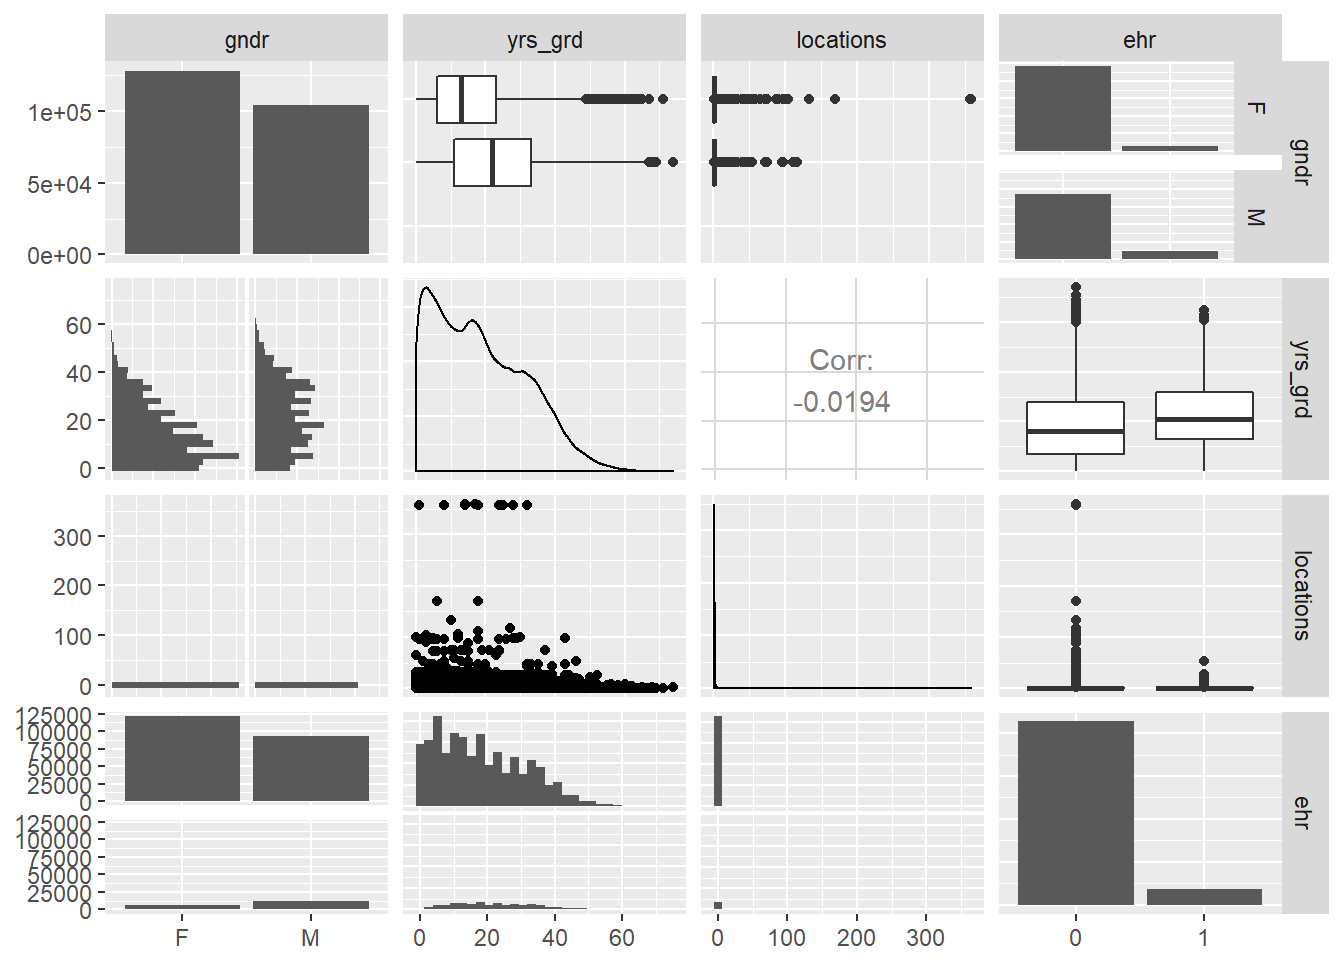 gndr yrs_grd locations ehr
1e+05
5e+04
0e+00
F
M
gndr
60
40
20
0
Corr:
-0.0194
yrs_grd
300
200
100
0
locations
125000
100000
75000
50000
25000
0
125000
100000
75000
50000
25000
0
ehr
F M 0 20 40 60 0 100 200 300 0 1